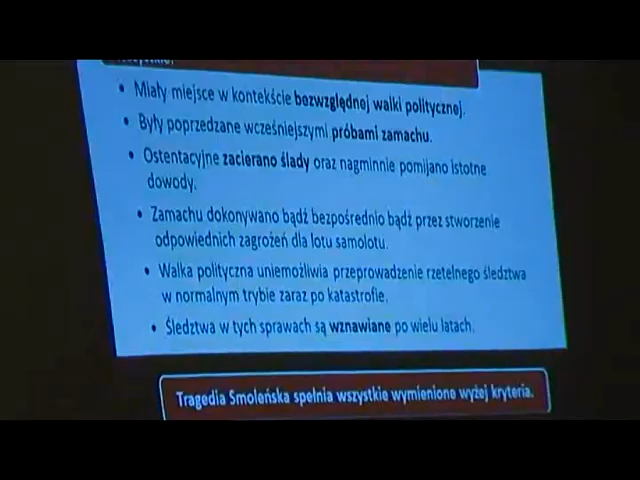 • Miały miejsce w kontekście bezwzględnej walki politycznej.
• Były poprzedzane wcześniejszymi próbami zamachu.
• Ostentacyjne zacierano ślady oraz nagminnie pomijano istotne
dowody.
• Zamachu dokonywano bądź bezpośrednio bądź przez stworzenie
odpowiednich zagrożeń dla lotu samolotu.
• Walka polityczna uniemożliwia przeprowadzenie rzetelnego śledztwa
w normalnym trybie zaraz po katastrofie.
• Śledztwa w tych sprawach są wznawiane po wielu latach.
Tragedia Smoleńska spełnia wszystkie wymienione wyżej kryteria.